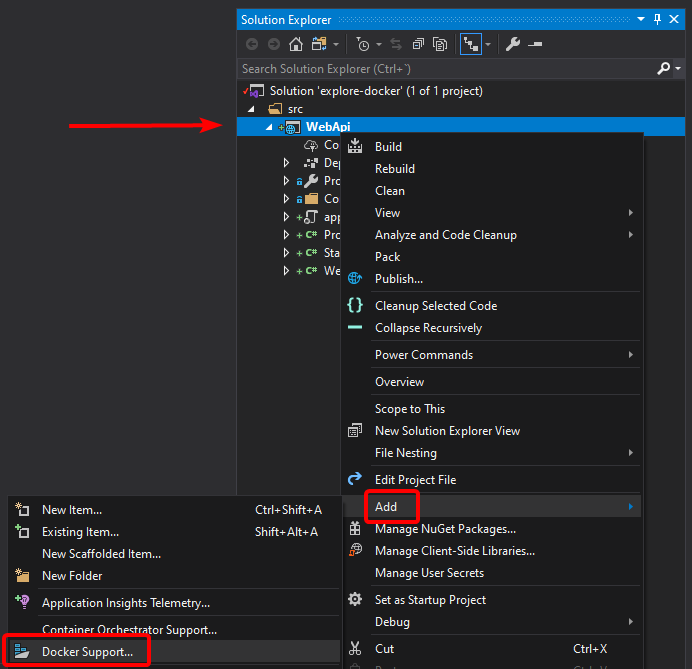 Solution Explorer
Search Solution Explorer (Ctrl+¨)
Solution 'explore-docker' (1 of 1 project)
src
WebApi
Co
Dep
Pro
Co
app
Pro
Sta
We
Build
Rebuild
Clean
View
Analyze and Code Cleanup
Pack
Publish...
Cleanup Selected Code
Collapse Recursively
Power Commands
Overview
Scope to This
New Solution Explorer View
File Nesting
Edit Project File
Add
Manage NuGet Packages...
Manage Client-Side Libraries...
Manage User Secrets
Set as Startup Project
Debug
Cut Ctrl+X
New Item... Ctrl+Shift+A
Existing Item... Shift+Alt+A
New Scaffolded Item...
New Folder
Application Insights Telemetry...
Container Orchestrator Support...
Docker Support...